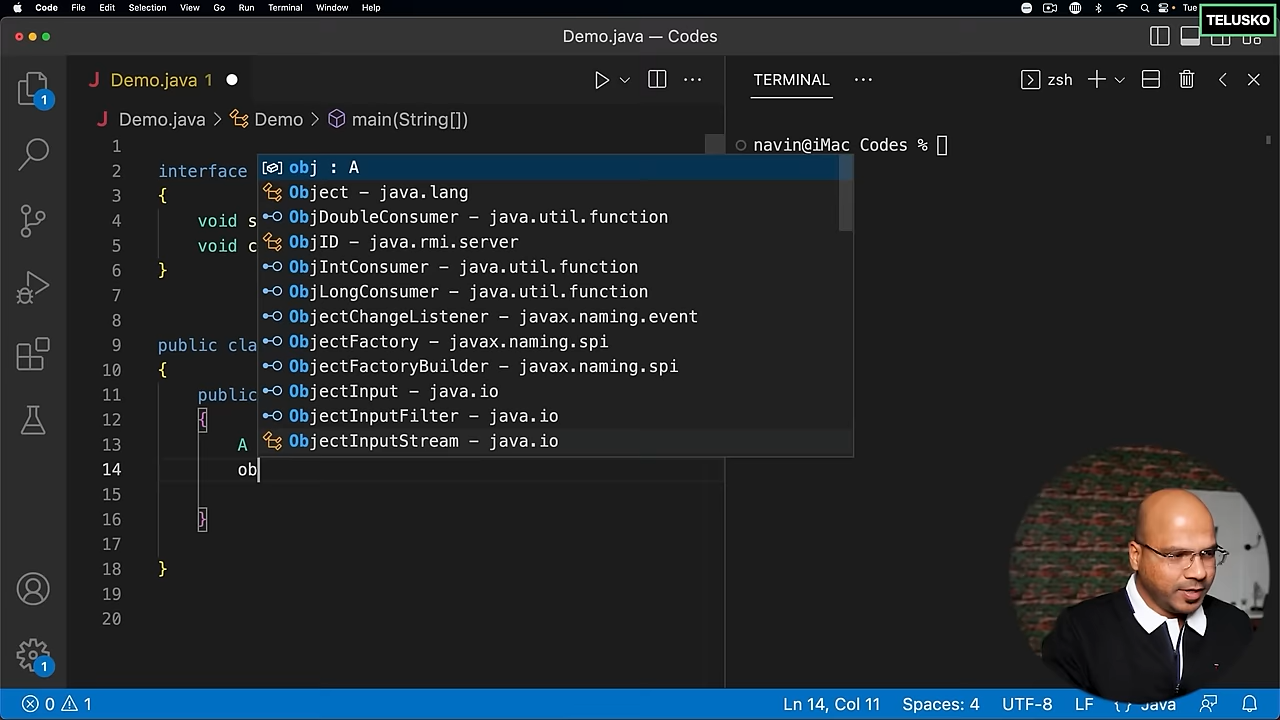 Code File Edit Selection View Go Run Terminal Window Help Tue
TELUSKO
Demo.java — Codes
J Demo.java 1
TERMINAL
zsh
J Demo.java > Demo > main(String[])
navin@iMac Codes %
1
2 interface
3 {
4 void s
5 void c
6 }
7
8
9 public cla
10 {
11 public
12 {
13 A
14 ob
15
16 }
17
18 }
19
20
obj : A
Object – java.lang
ObjDoubleConsumer – java.util.function
ObjID – java.rmi.server
ObjIntConsumer – java.util.function
ObjLongConsumer – java.util.function
ObjectChangeListener – javax.naming.event
ObjectFactory – javax.naming.spi
ObjectFactoryBuilder – javax.naming.spi
ObjectInput – java.io
ObjectInputFilter – java.io
ObjectInputStream – java.io
1
1
0 1 Ln 14, Col 11 Spaces: 4 UTF-8 LF { } Java